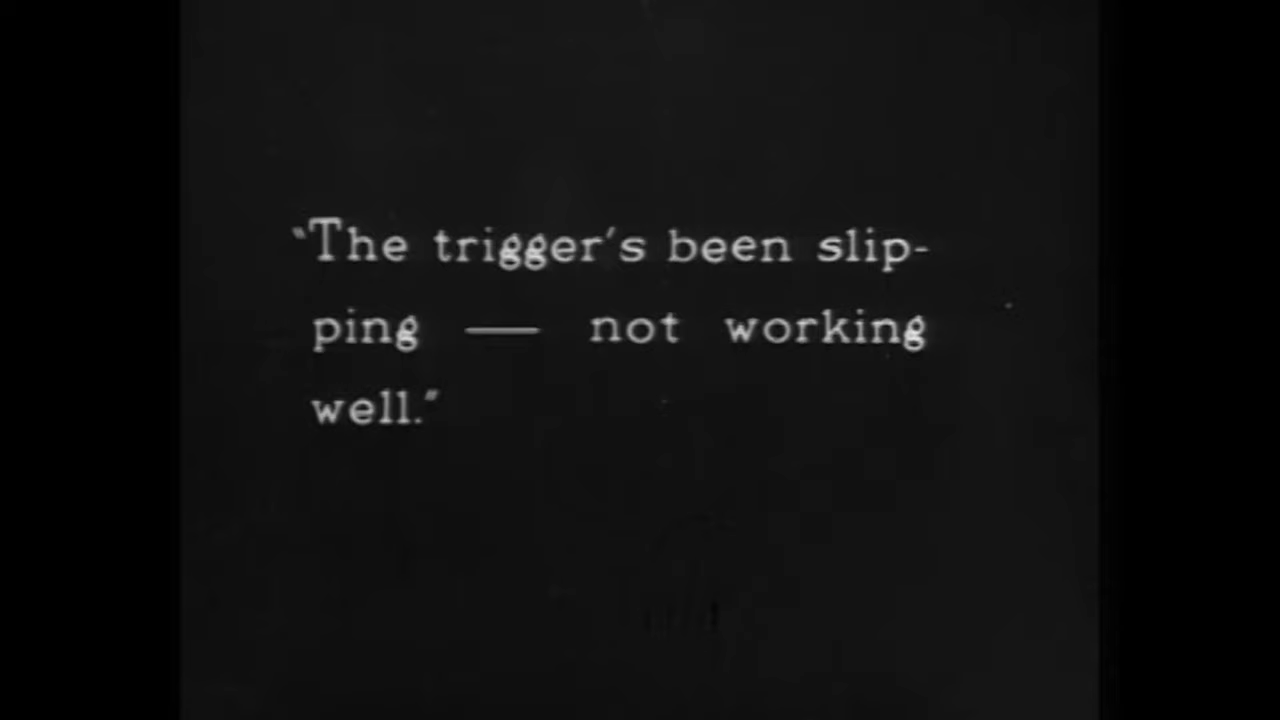 "The trigger's been slip-
ping — not working
well."